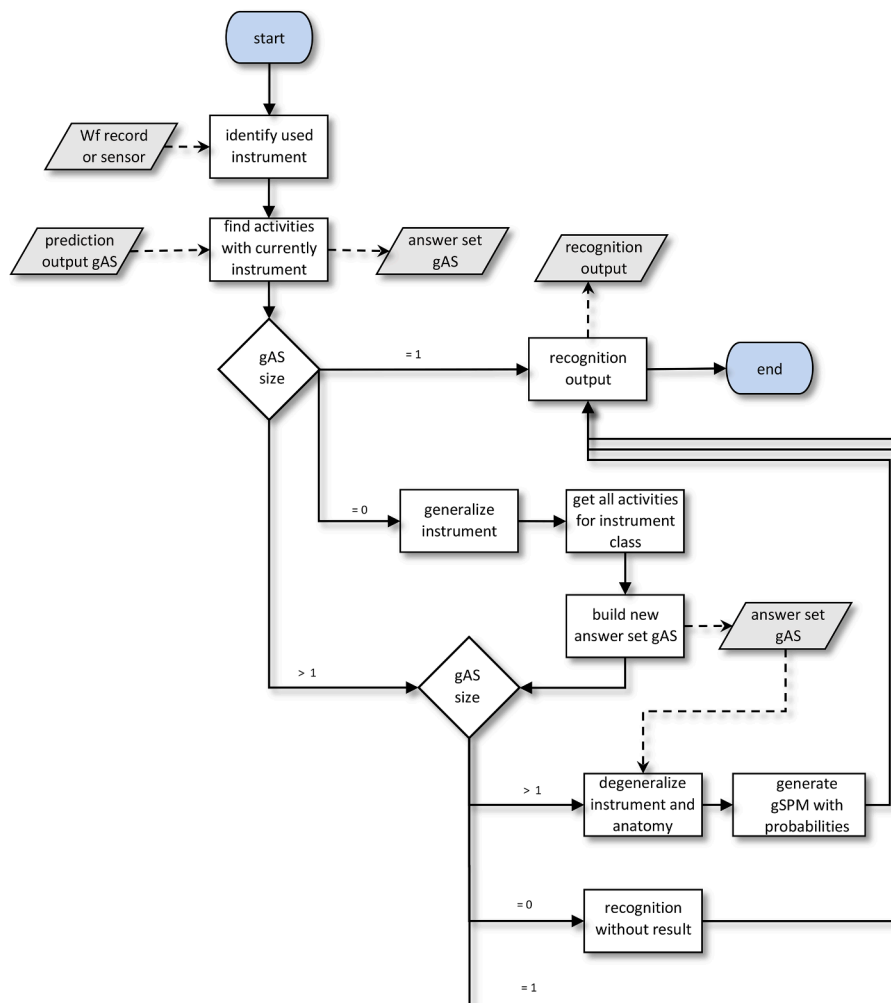 start
Wf record
or sensor
identify used
instrument
prediction
output gAS
find activities
with currently
instrument
answer set
gAS
recognition
output
gAS
size
= 1
recognition
output
end
= 0
generalize
instrument
get all activities
for instrument
class
build new
answer set gAS
answer set
gAS
> 1
gAS
size
> 1
degeneralize
instrument and
anatomy
generate
gSPM with
probabilities
= 0
recognition
without result
= 1